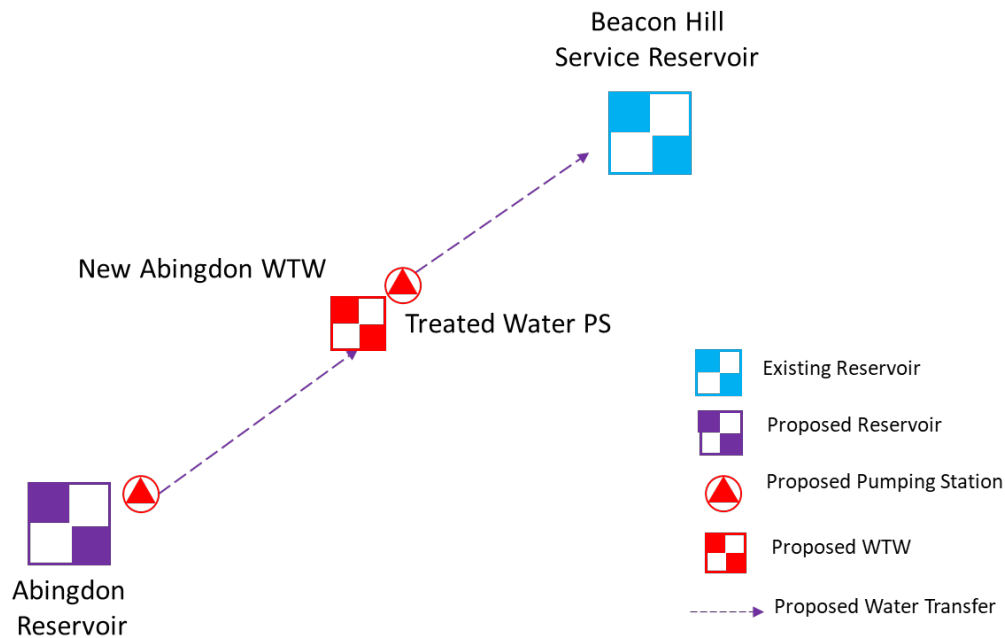 Beacon Hill
Service Reservoir
New Abingdon WTW
Treated Water PS
Existing Reservoir
Proposed Reservoir
Proposed Pumping Station
Proposed WTW
Proposed Water Transfer
Abingdon
Reservoir